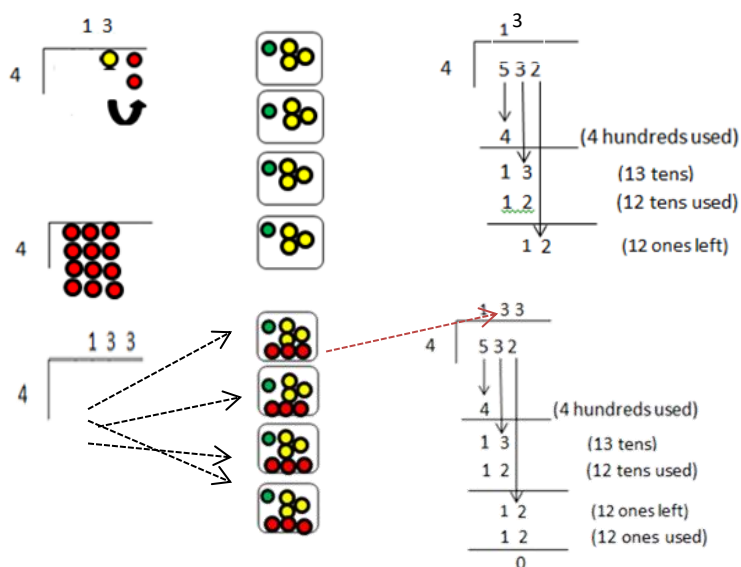 1 3
4
4
1 3 3
4
1 3
4
5 3 2
4 (4 hundreds used)
1 3 (13 tens)
1 2 (12 tens used)
1 2 (12 ones left)
1 3 3
4
5 3 2
4 (4 hundreds used)
1 3 (13 tens)
1 2 (12 tens used)
1 2 (12 ones left)
1 2 (12 ones used)
0